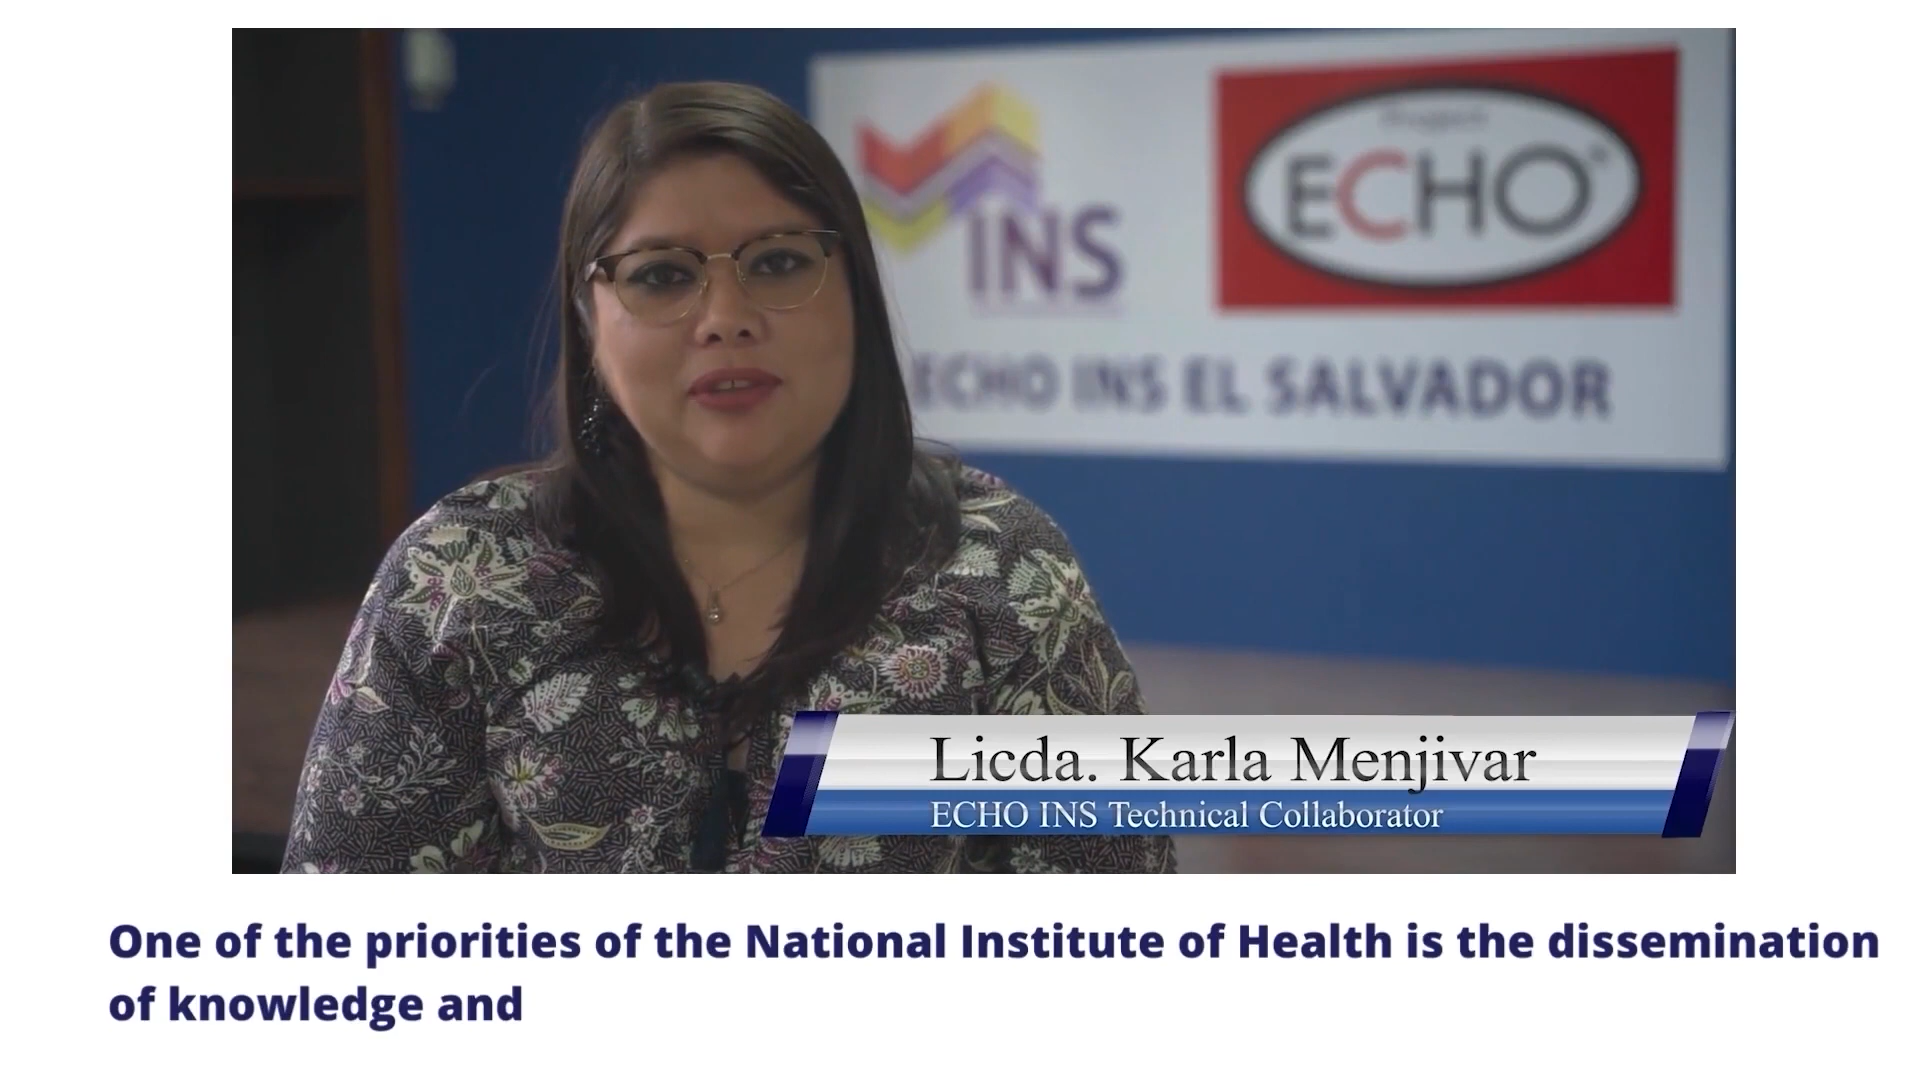 Project
ECHO®
INS
ECHO INS EL SALVADOR
Licda. Karla Menjivar
ECHO INS Technical Collaborator
One of the priorities of the National Institute of Health is the dissemination
of knowledge and